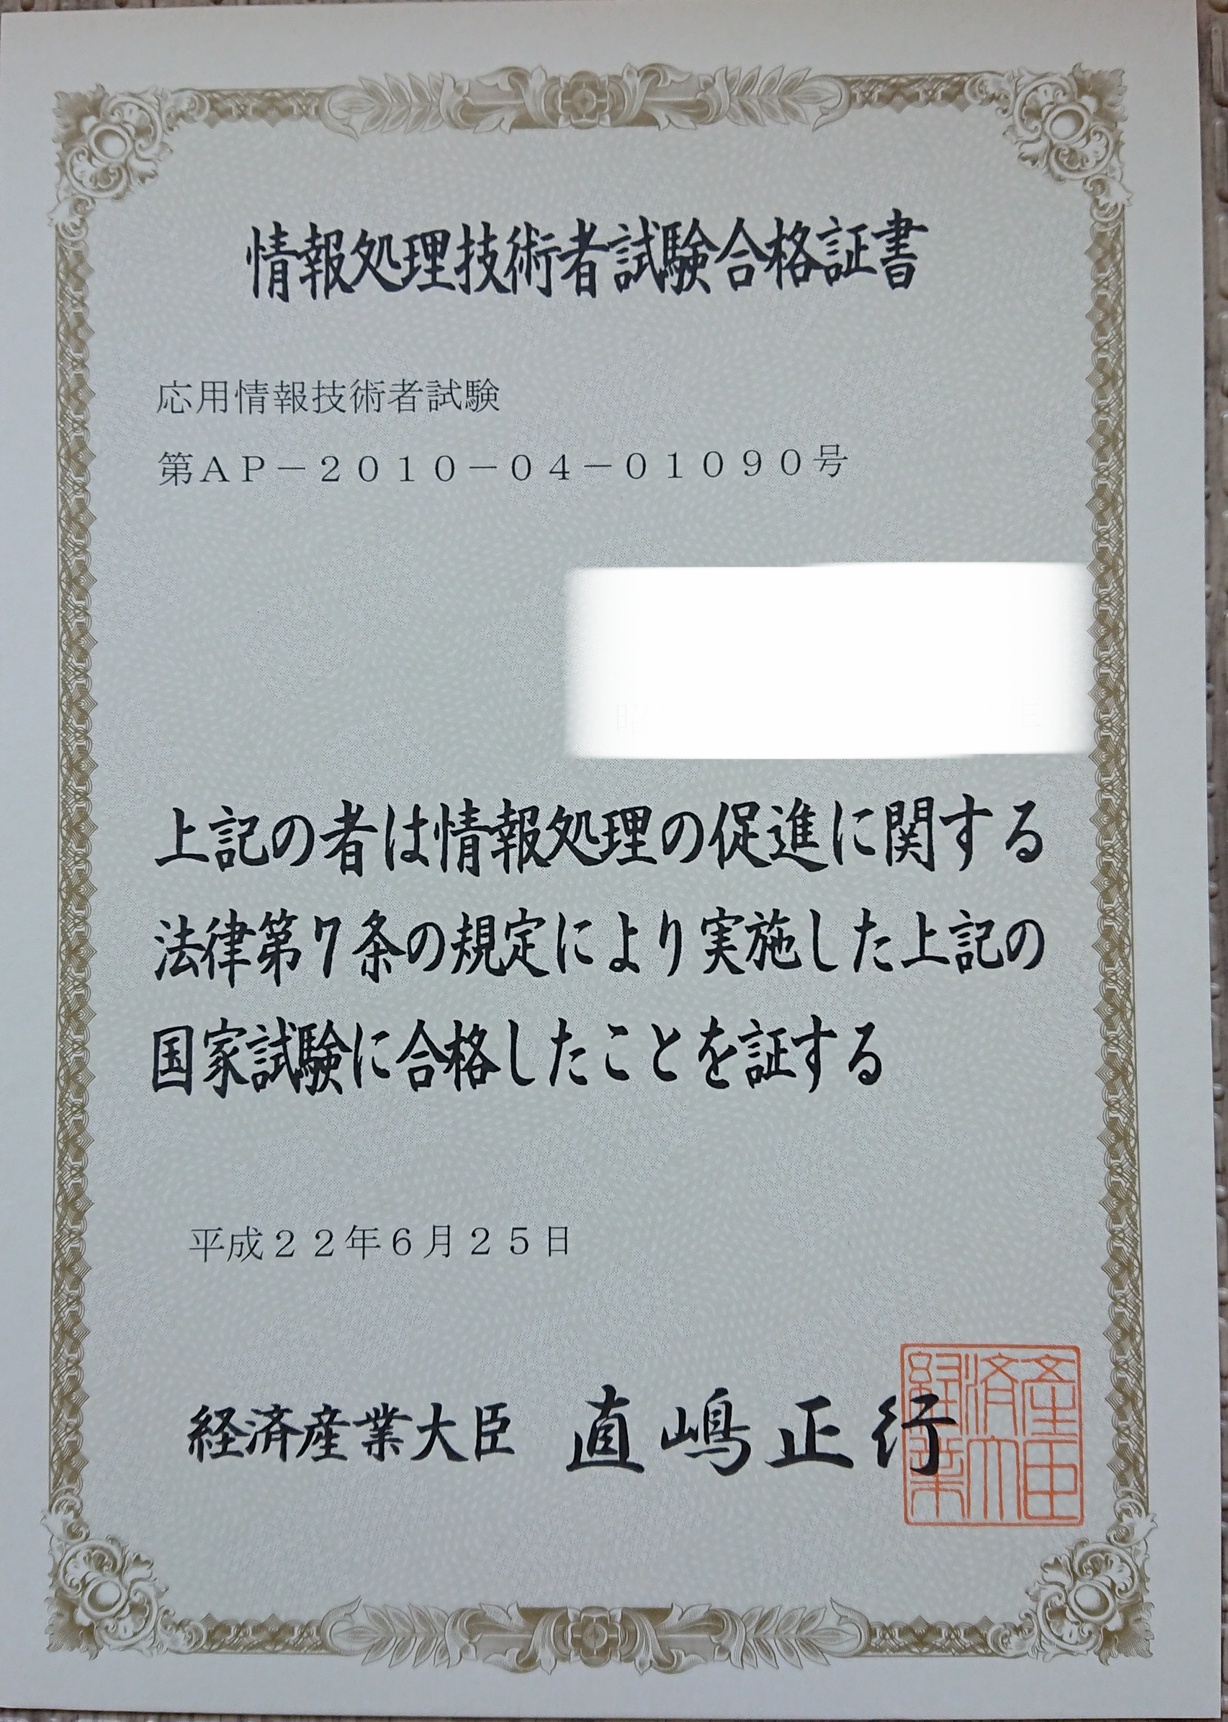 情報処理技術者試験合格証書
応用情報技術者試験
第ＡＰ－２０１０－０４－０１０９０号
上記の者は情報処理の促進に関する
法律第７条の規定により実施した上記の
国家試験に合格したことを証する
平成２２年６月２５日
経済産業大臣 直嶋正行
経済産業大臣